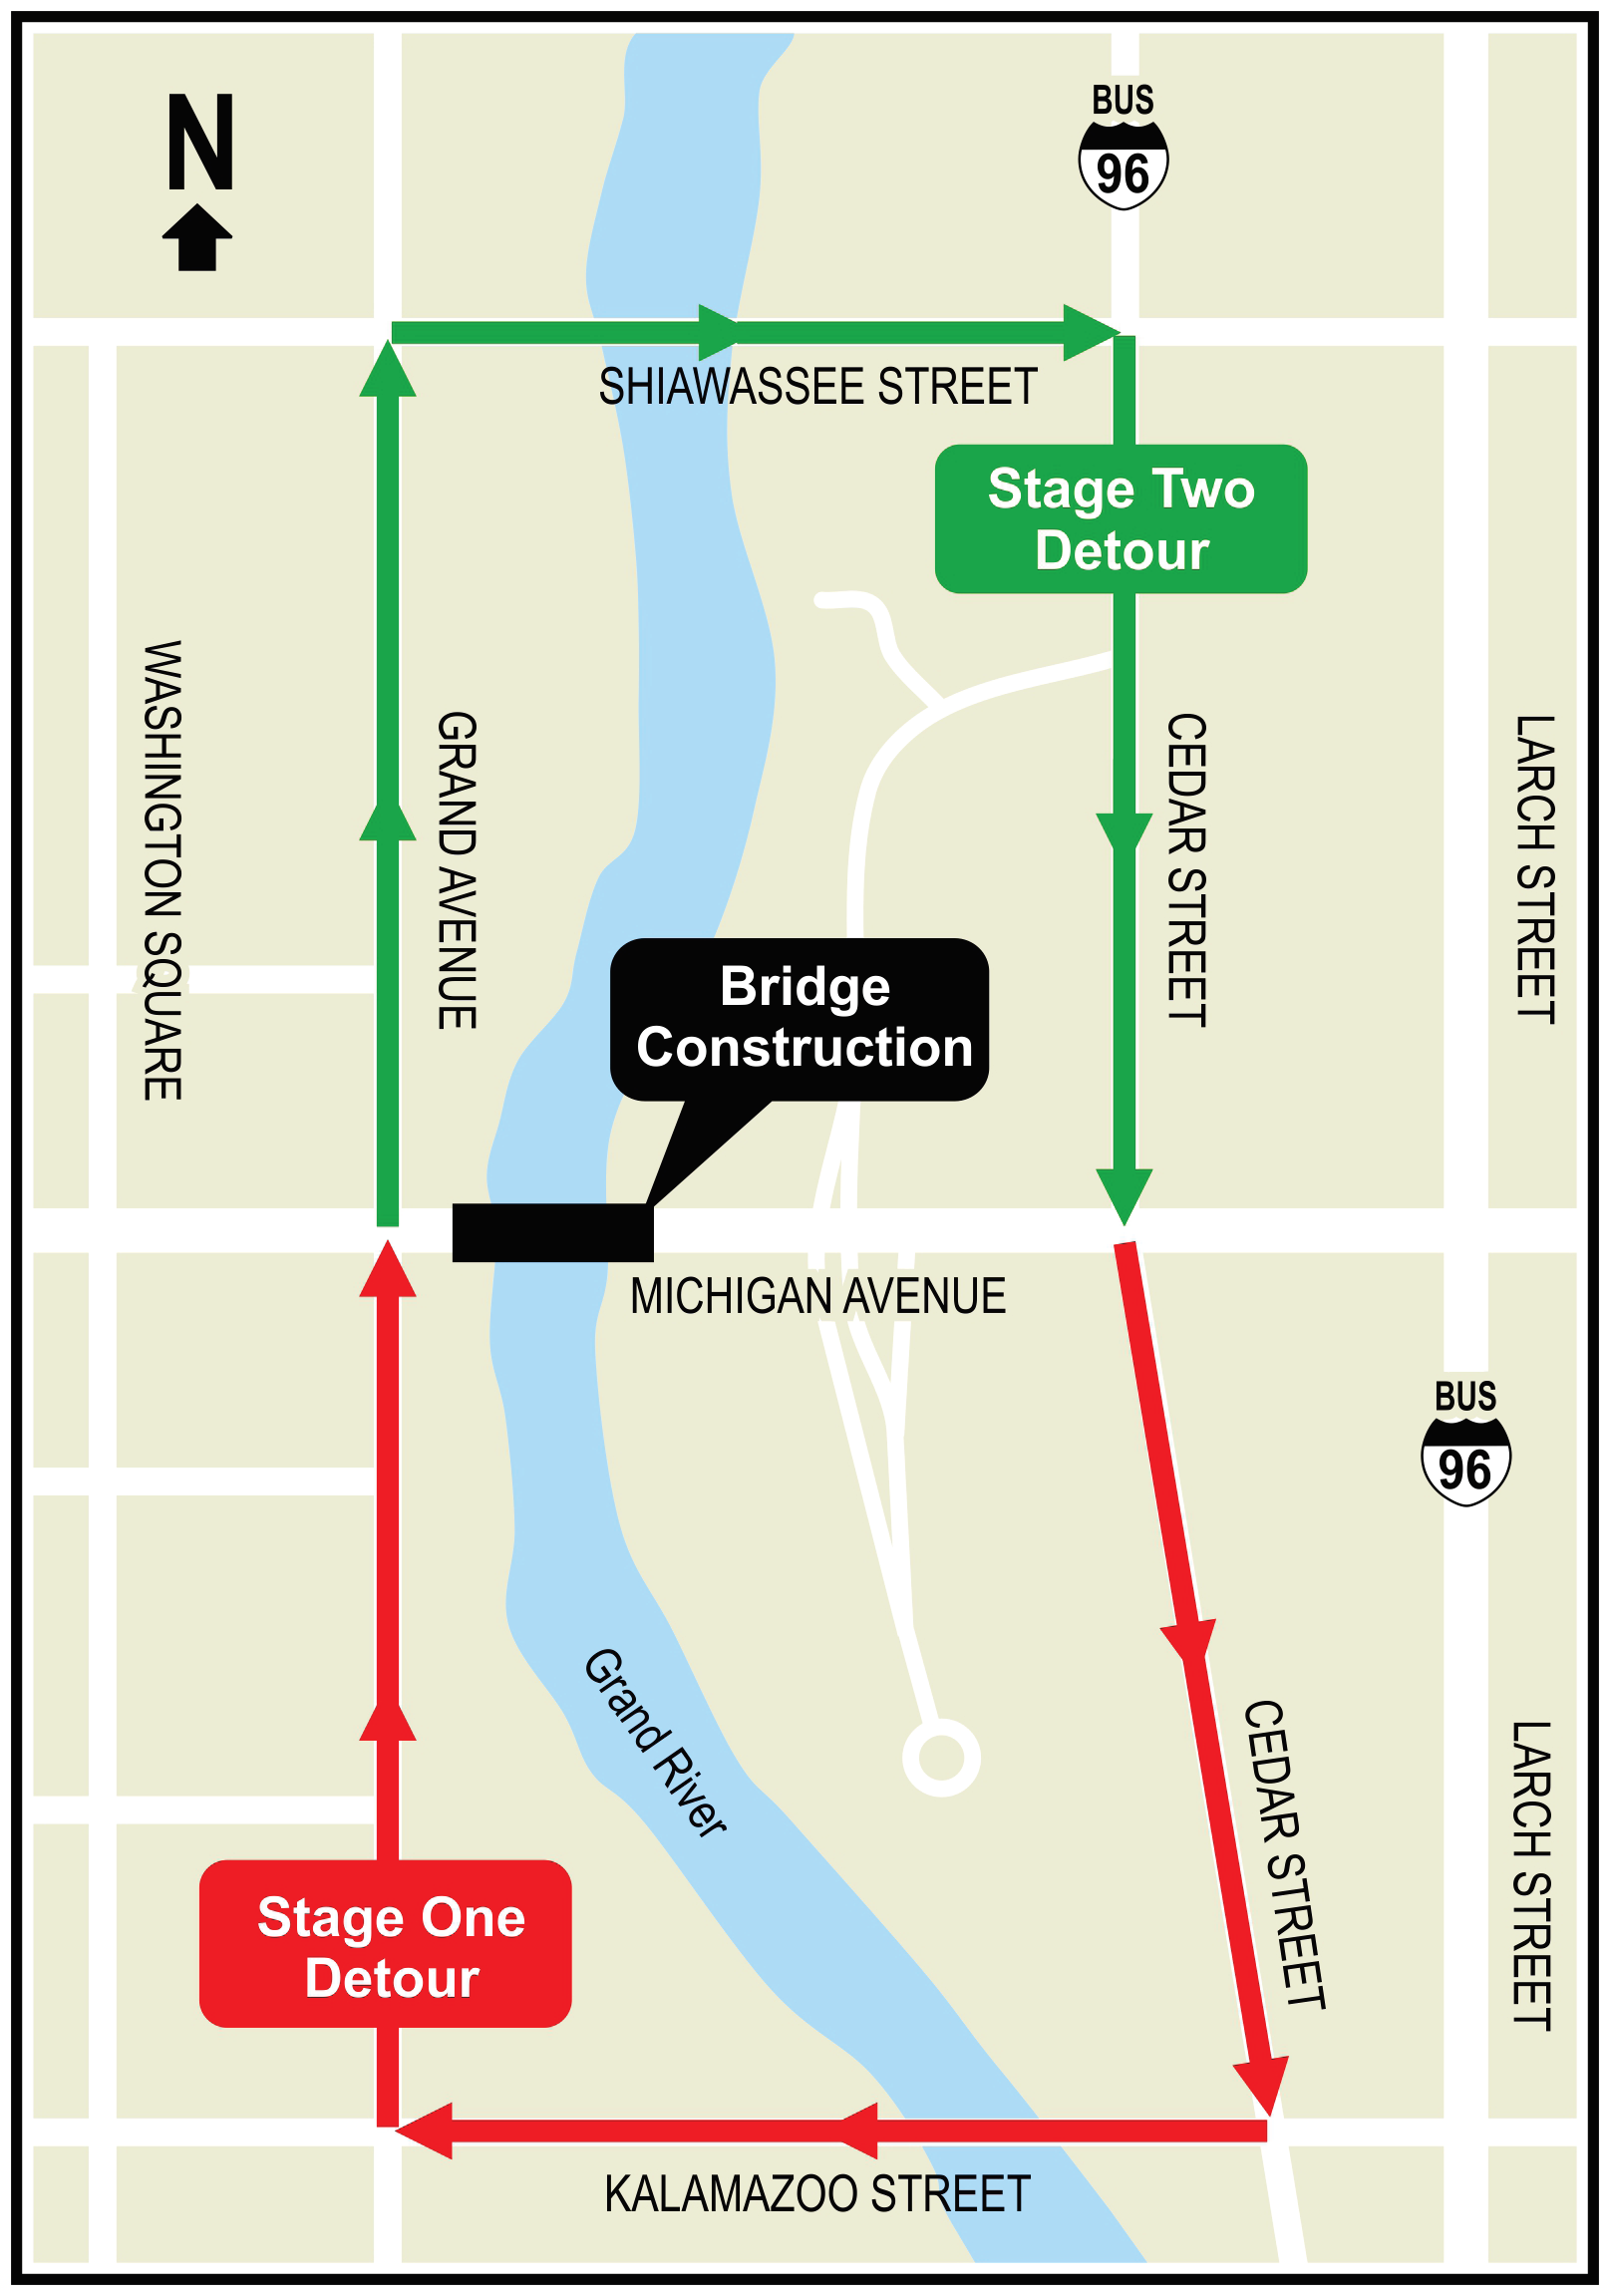 N
BUS
96
SHIAWASSEE STREET
Stage Two
Detour
WASHINGTON SQUARE
GRAND AVENUE
CEDAR STREET
LARCH STREET
Bridge
Construction
MICHIGAN AVENUE
BUS
96
Grand River
CEDAR STREET
LARCH STREET
Stage One
Detour
KALAMAZOO STREET